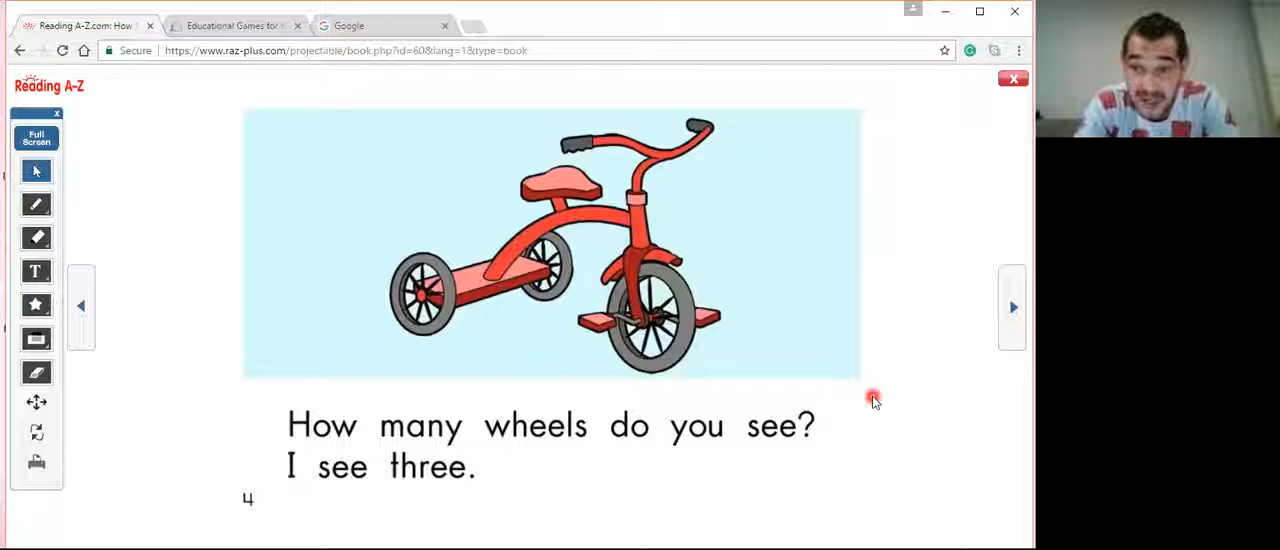 Reading A-Z.com: How
Educational Games for
Google
Secure
https://www.raz-plus.com/projectable/book.php?id=60&lang=1&type=book
Reading A-Z
Full
Screen
T
How many wheels do you see?
I see three.
4